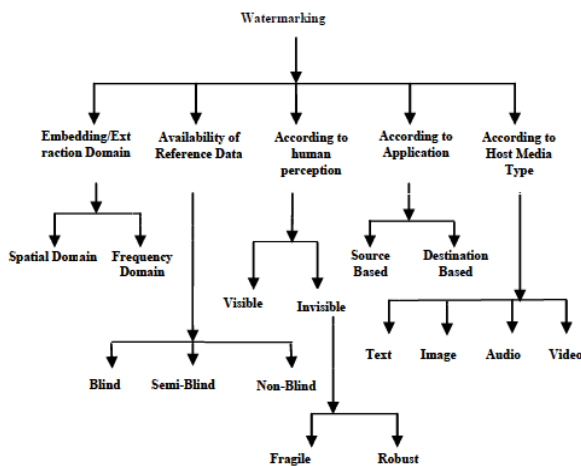 Watermarking
Embedding/Ext
raction Domain
Availability of
Reference Data
According to
human
perception
According to
Application
According to
Host Media
Type
Spatial Domain
Frequency
Domain
Source
Based
Destination
Based
Visible
Invisible
Text
Image
Audio
Video
Blind
Semi-Blind
Non-Blind
Fragile
Robust